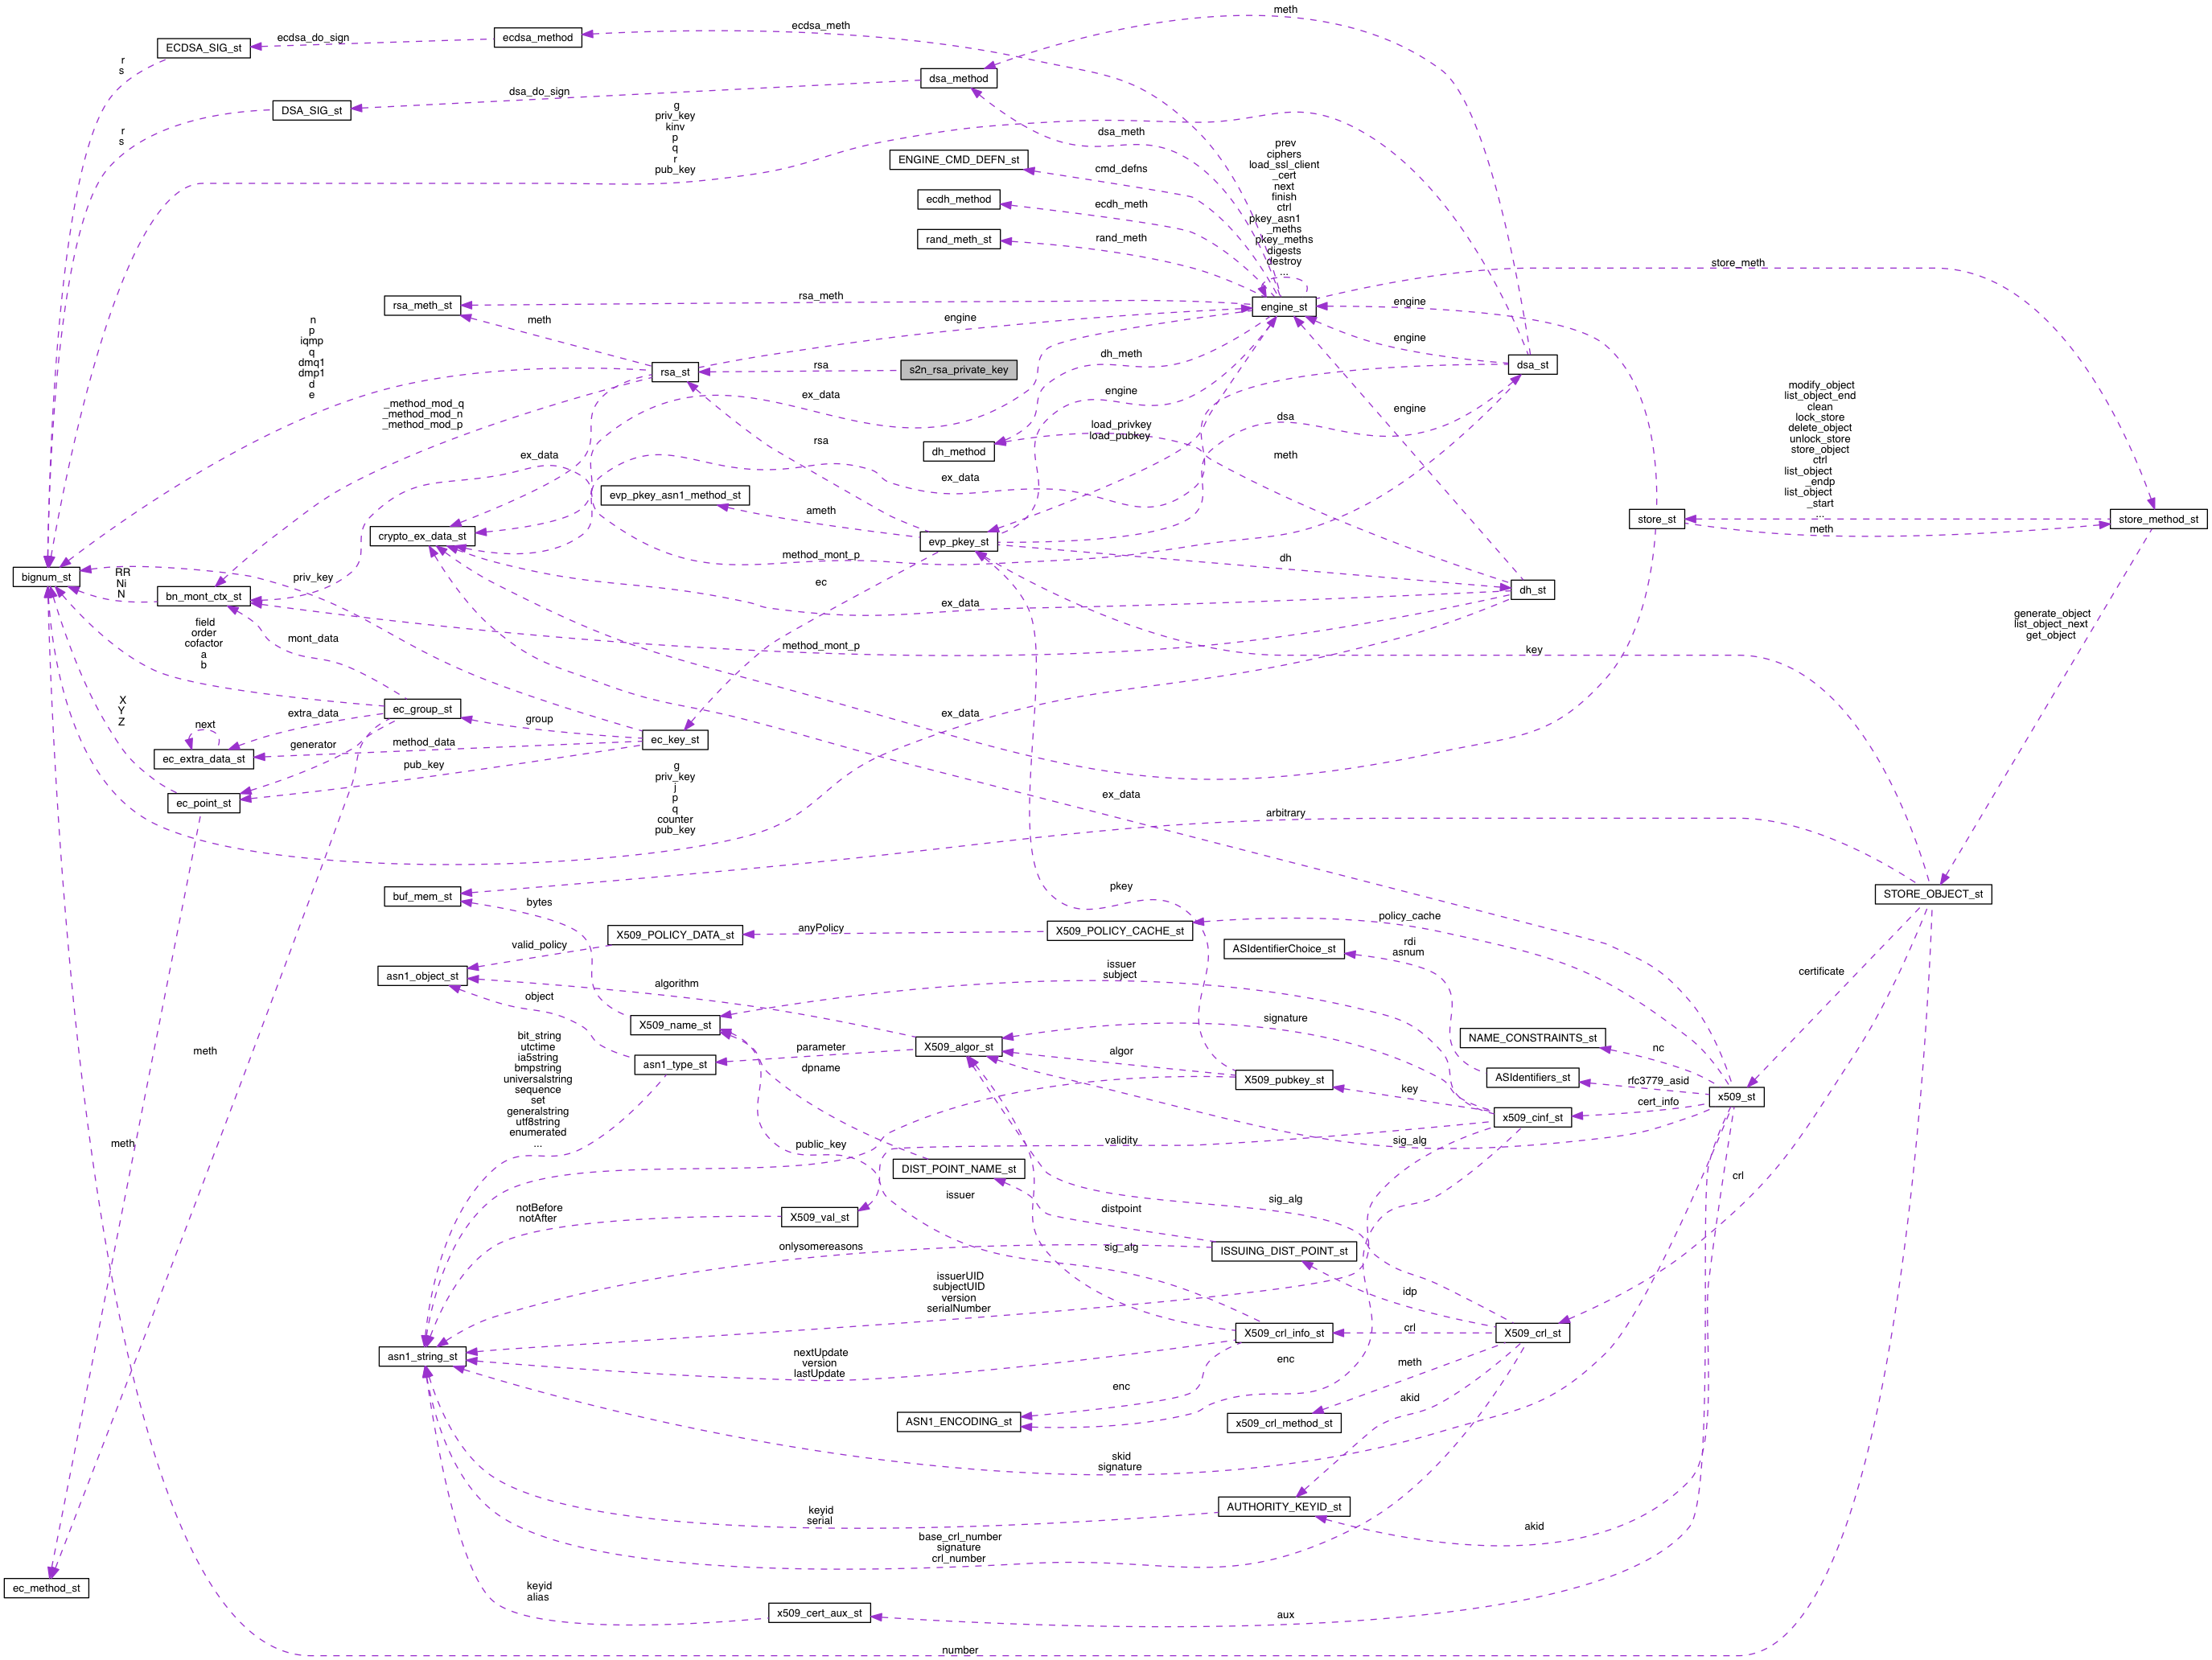 meth
ecdsa_meth
ecdsa_do_sign
ecdsa_method
ECDSA_SIG_st
r
s
dsa_method
dsa_do_sign
DSA_SIG_st
g
priv_key
kinv
p
q
r
pub_key
r
s
dsa_meth
prev
ciphers
load_ssl_client
_cert
next
finish
ctrl
pkey_asn1
_meths
pkey_meths
digests
destroy
...
ENGINE_CMD_DEFN_st
cmd_defns
ecdh_method
ecdh_meth
rand_meth_st
rand_meth
store_meth
rsa_meth_st
rsa_meth
engine_st
engine
meth
engine
n
p
iqmp
q
dmq1
dmp1
d
e
engine
dh_meth
rsa_st
rsa
s2n_rsa_private_key
dsa_st
_method_mod_q
_method_mod_n
_method_mod_p
ex_data
engine
modify_object
list_object_end
clean
lock_store
delete_object
unlock_store
store_object
ctrl
list_object
_endp
list_object
_start
...
engine
dsa
load_privkey
load_pubkey
rsa
dh_method
ex_data
meth
ex_data
evp_pkey_asn1_method_st
ameth
store_st
meth
store_method_st
crypto_ex_data_st
evp_pkey_st
method_mont_p
dh
bignum_st
RR
Ni
N
bn_mont_ctx_st
priv_key
ec
dh_st
ex_data
generate_object
list_object_next
get_object
field
order
cofactor
a
b
mont_data
method_mont_p
key
X
Y
Z
ec_group_st
extra_data
group
ex_data
next
ec_extra_data_st
generator
method_data
ec_key_st
pub_key
g
priv_key
j
p
q
counter
pub_key
ec_point_st
ex_data
arbitrary
buf_mem_st
bytes
pkey
STORE_OBJECT_st
X509_POLICY_DATA_st
anyPolicy
X509_POLICY_CACHE_st
policy_cache
valid_policy
ASIdentifierChoice_st
rdi
asnum
asn1_object_st
algorithm
issuer
subject
certificate
object
X509_name_st
signature
NAME_CONSTRAINTS_st
nc
meth
bit_string
utctime
ia5string
bmpstring
universalstring
sequence
set
generalstring
utf8string
enumerated
...
asn1_type_st
parameter
dpname
X509_algor_st
algor
X509_pubkey_st
key
ASIdentifiers_st
rfc3779_asid
x509_st
cert_info
x509_cinf_st
meth
public_key
validity
sig_alg
DIST_POINT_NAME_st
crl
issuer
sig_alg
notBefore
notAfter
X509_val_st
distpoint
onlysomereasons
sig_alg
ISSUING_DIST_POINT_st
issuerUID
subjectUID
version
serialNumber
idp
X509_crl_info_st
crl
X509_crl_st
asn1_string_st
nextUpdate
version
lastUpdate
enc
meth
enc
akid
ASN1_ENCODING_st
x509_crl_method_st
skid
signature
AUTHORITY_KEYID_st
keyid
serial
akid
base_crl_number
signature
crl_number
ec_method_st
keyid
alias
x509_cert_aux_st
aux
number